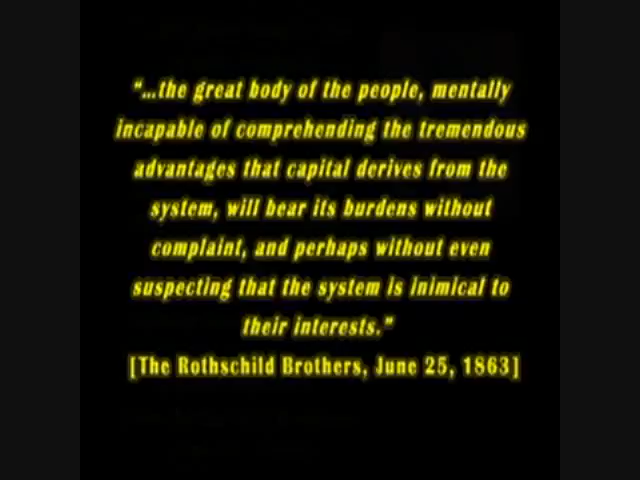 "...the great body of the people, mentally
incapable of comprehending the tremendous
advantages that capital derives from the
system, will bear its burdens without
complaint, and perhaps without even
suspecting that the system is inimical to
their interests."
[The Rothschild Brothers, June 25, 1863]